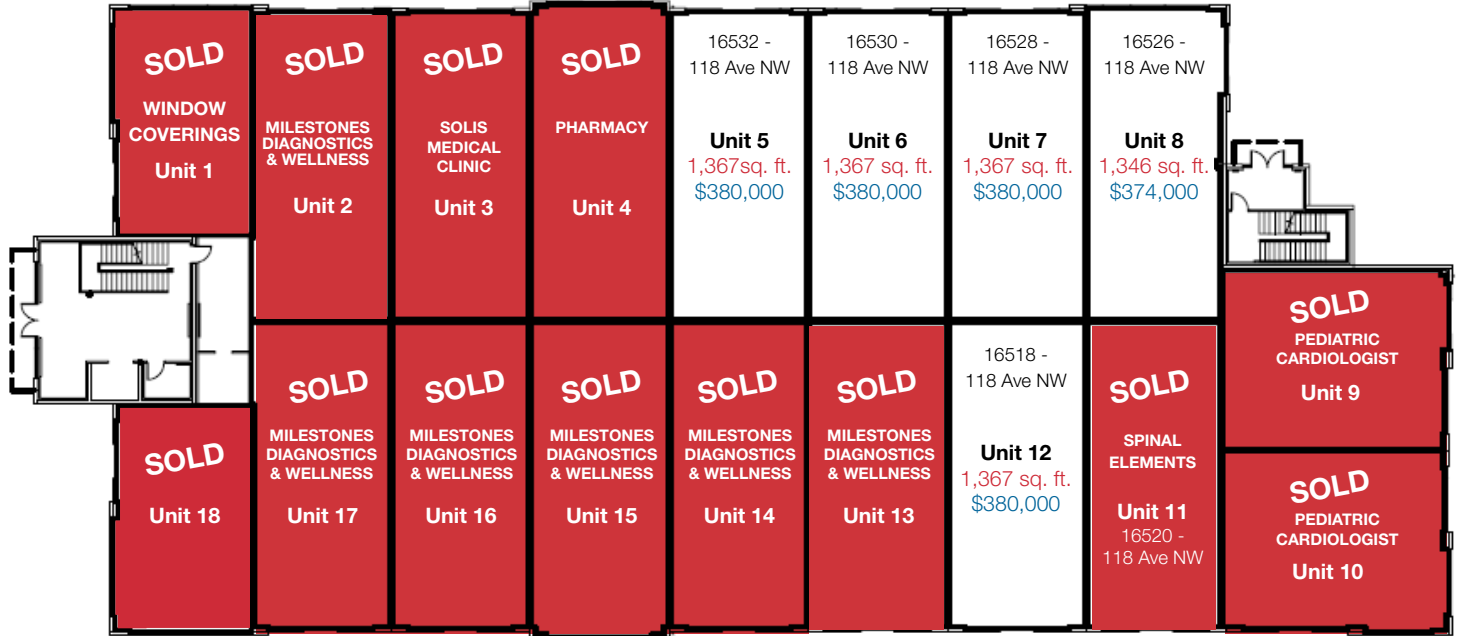 SOLD
WINDOW
COVERINGS
Unit 1
SOLD
MILESTONES
DIAGNOSTICS
& WELLNESS
Unit 2
SOLD
SOLIS
MEDICAL
CLINIC
Unit 3
SOLD
PHARMACY
Unit 4
16532 -
118 Ave NW
Unit 5
1,367sq. ft.
$380,000
16530 -
118 Ave NW
Unit 6
1,367 sq. ft.
$380,000
16528 -
118 Ave NW
Unit 7
1,367 sq. ft.
$380,000
16526 -
118 Ave NW
Unit 8
1,346 sq. ft.
$374,000
SOLD
PEDIATRIC
CARDIOLOGIST
Unit 9
SOLD
Unit 18
SOLD
MILESTONES
DIAGNOSTICS
& WELLNESS
Unit 17
SOLD
MILESTONES
DIAGNOSTICS
& WELLNESS
Unit 16
SOLD
MILESTONES
DIAGNOSTICS
& WELLNESS
Unit 15
SOLD
MILESTONES
DIAGNOSTICS
& WELLNESS
Unit 14
SOLD
MILESTONES
DIAGNOSTICS
& WELLNESS
Unit 13
16518 -
118 Ave NW
Unit 12
1,367 sq. ft.
$380,000
SOLD
SPINAL
ELEMENTS
Unit 11
16520 -
118 Ave NW
SOLD
PEDIATRIC
CARDIOLOGIST
Unit 10